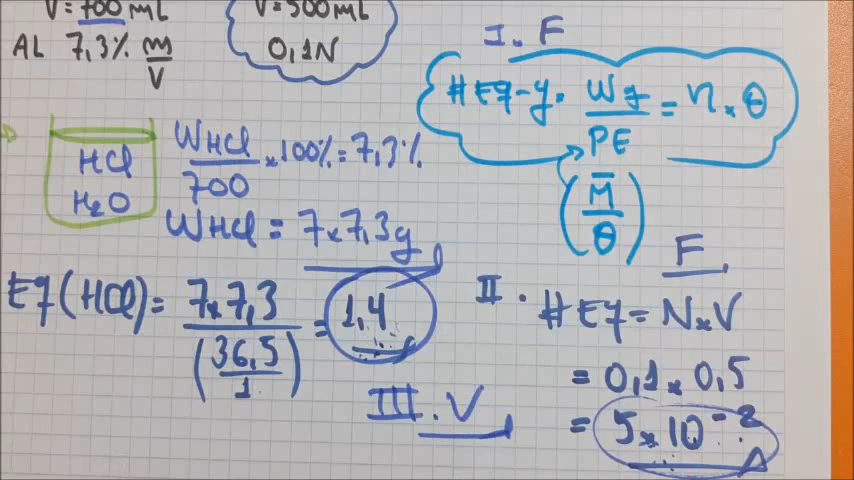 V = 700 mL
AL 7,3% m/V
V = 500 mL
0,1N
I. F
#Eq-g = Wg/PE = n × θ
(M̄/θ)
HCl
H₂O
WHCl/700 × 100% = 7,3%
WHCl = 7×7,3g
Eq(HCl) = 7×7,3/(36,5/1) = 1,4
III. V
II. F
#Eq = N×V
= 0,1 × 0,5
= 5×10⁻²